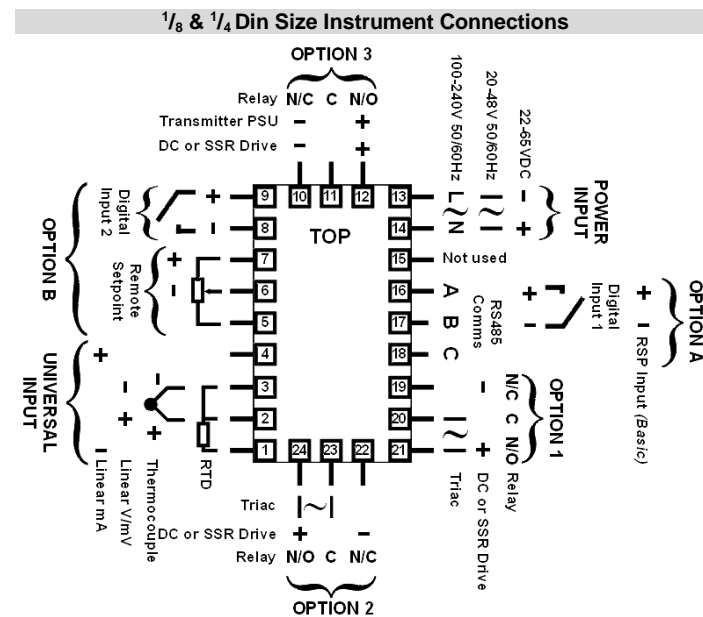 1/8 & 1/4 Din Size Instrument Connections
OPTION 3
Relay N/C C N/O
Transmitter PSU − +
DC or SSR Drive − +
100-240V 50/60Hz
20-48V 50/60Hz
22-65VDC
L ~ N
~
− +
POWER INPUT
10 11 12
9
8
7
6
5
4
3
2
1
TOP
13
14
15
16
17
18
19
20
21
24 23 22
OPTION B
Digital Input 2
+
−
Remote Setpoint
+
−
UNIVERSAL INPUT
+
−
Linear mA
−
+
Linear V/mV
−
+
Thermocouple
RTD
Not used
A
B
C
RS485 Comms
+
−
Digital Input 1
+
−
RSP Input (Basic)
OPTION A
~
Triac
−
+
DC or SSR Drive
N/C C N/O Relay
OPTION 1
Triac ~
DC or SSR Drive + −
Relay N/O C N/C
OPTION 2